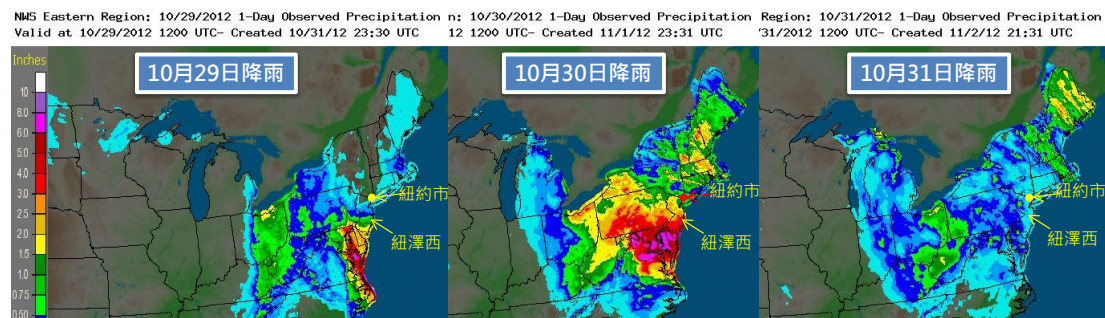 NWS Eastern Region: 10/29/2012 1-Day Observed Precipitation
Valid at 10/29/2012 1200 UTC- Created 10/31/12 23:30 UTC
n: 10/30/2012 1-Day Observed Precipitation
12 1200 UTC- Created 11/1/12 23:31 UTC
Region: 10/31/2012 1-Day Observed Precipitation
/31/2012 1200 UTC- Created 11/2/12 21:31 UTC
Inches
10
8.0
6.0
5.0
4.0
3.0
2.5
2.0
1.5
1.0
0.75
0.50
10月29日降雨
紐約市
紐澤西
10月30日降雨
紐約市
紐澤西
10月31日降雨
紐約市
紐澤西